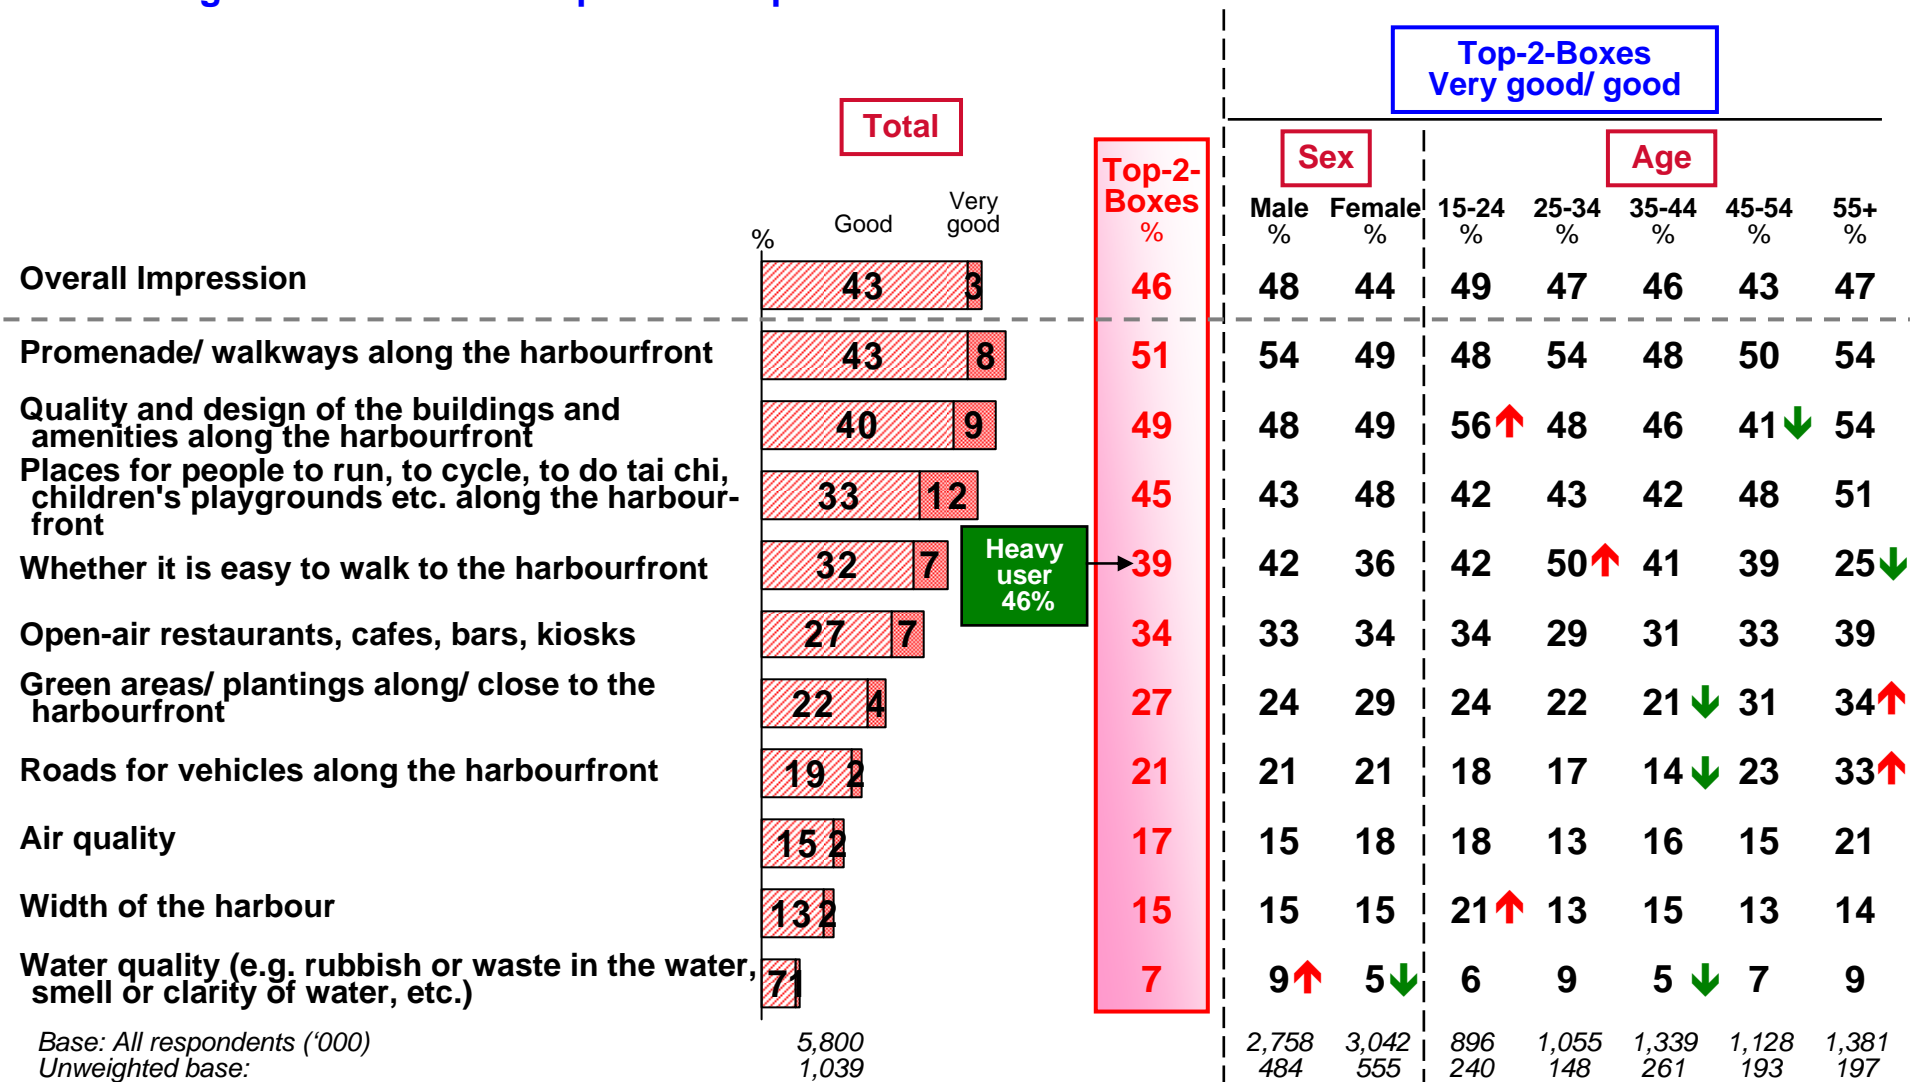 Top-2-Boxes
Very good/ good
Total
Sex
Age
Top-2-
Boxes
%
% Good Very
good
Male Female 15-24 25-34 35-44 45-54 55+
% % % % % % %
Overall Impression 43 3 46 48 44 49 47 46 43 47
Promenade/ walkways along the harbourfront 43 8 51 54 49 48 54 48 50 54
Quality and design of the buildings and
amenities along the harbourfront 40 9 49 48 49 56 48 46 41 54
Places for people to run, to cycle, to do tai chi,
children's playgrounds etc. along the harbour-
front 33 12 45 43 48 42 43 42 48 51
Whether it is easy to walk to the harbourfront 32 7 39 42 36 42 50 41 39 25
Heavy
user
46%
Open-air restaurants, cafes, bars, kiosks 27 7 34 33 34 34 29 31 33 39
Green areas/ plantings along/ close to the
harbourfront 22 4 27 24 29 24 22 21 31 34
Roads for vehicles along the harbourfront 19 2 21 21 21 18 17 14 23 33
Air quality 15 2 17 15 18 18 13 16 15 21
Width of the harbour 13 2 15 15 15 21 13 15 13 14
Water quality (e.g. rubbish or waste in the water,
smell or clarity of water, etc.) 7 1 7 9 5 6 9 5 7 9
Base: All respondents (‘000) 5,800 2,758 3,042 896 1,055 1,339 1,128 1,381
Unweighted base: 1,039 484 555 240 148 261 193 197